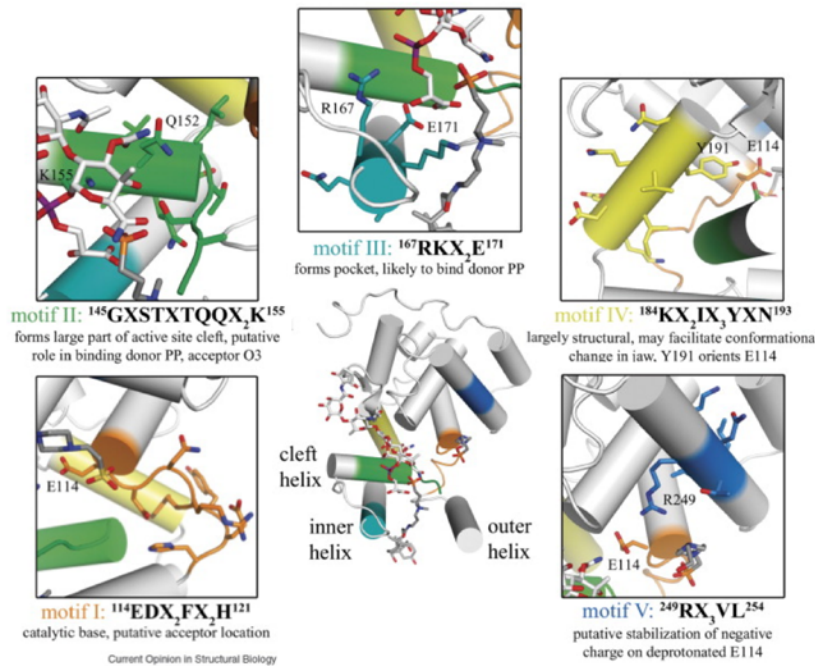 Q152
K155
motif II: ¹⁴⁵GXSTXTQQX₂K¹⁵⁵
forms large part of active site cleft, putative
role in binding donor PP, acceptor O3
R167
E171
motif III: ¹⁶⁷RKX₂E¹⁷¹
forms pocket, likely to bind donor PP
Y191
E114
motif IV: ¹⁸⁴KX₂IX₃YXN¹⁹³
largely structural, may facilitate conformational
change in jaw. Y191 orients E114
E114
motif I: ¹¹⁴EDX₂FX₂H¹²¹
catalytic base, putative acceptor location
cleft
helix
inner
helix
outer
helix
R249
E114
motif V: ²⁴⁹RX₃VL²⁵⁴
putative stabilization of negative
charge on deprotonated E114
Current Opinion in Structural Biology